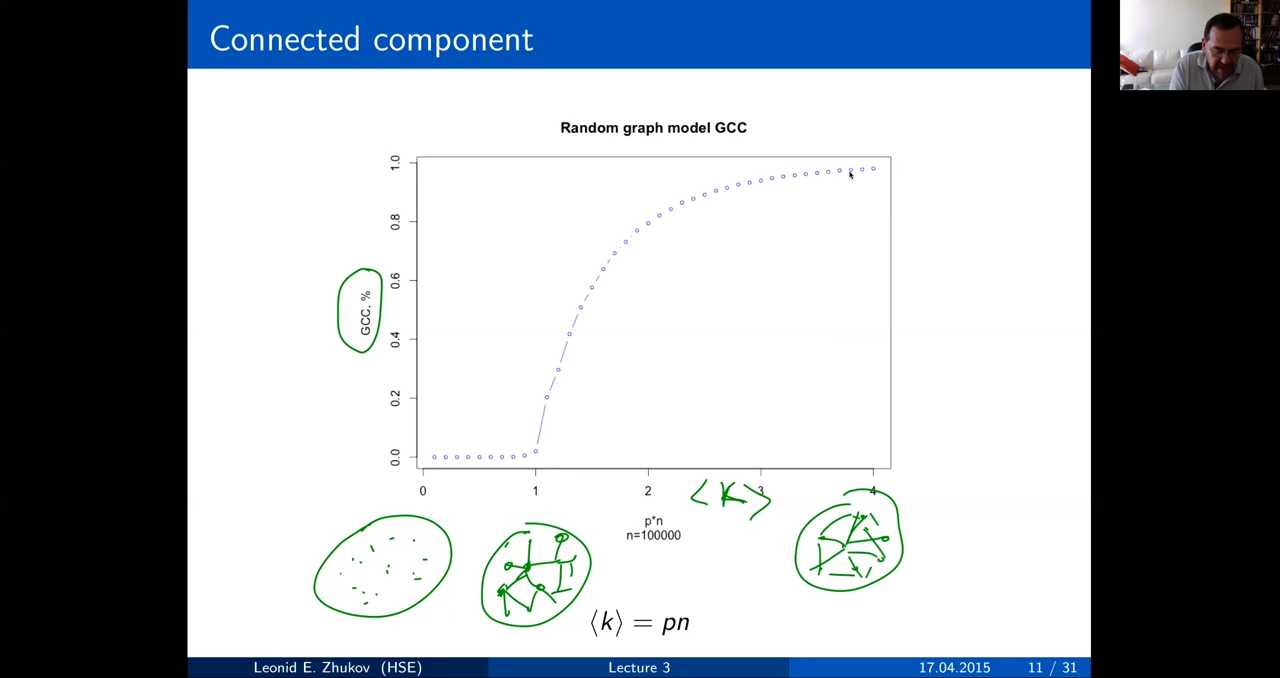 Connected component
Random graph model GCC
1.0
0.8
0.6
0.4
0.2
0.0
GCC, %
0 1 2 3 4
<K>
p*n
n=100000
⟨k⟩ = pn
Leonid E. Zhukov (HSE) Lecture 3 17.04.2015 11 / 31